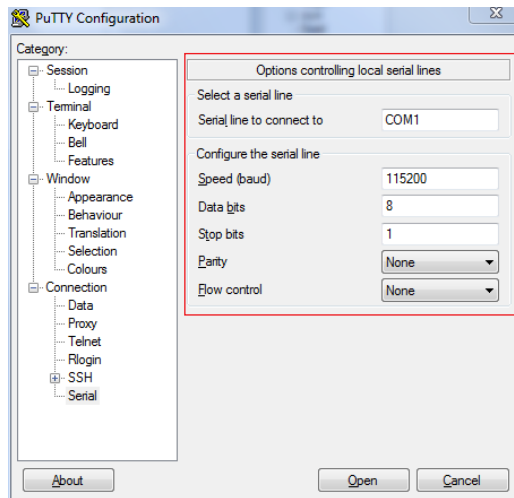 PuTTY Configuration
Category:
Session
Logging
Terminal
Keyboard
Bell
Features
Window
Appearance
Behaviour
Translation
Selection
Colours
Connection
Data
Proxy
Telnet
Rlogin
SSH
Serial
Options controlling local serial lines
Select a serial line
Serial line to connect to COM1
Configure the serial line
Speed (baud) 115200
Data bits 8
Stop bits 1
Parity None
Flow control None
About Open Cancel